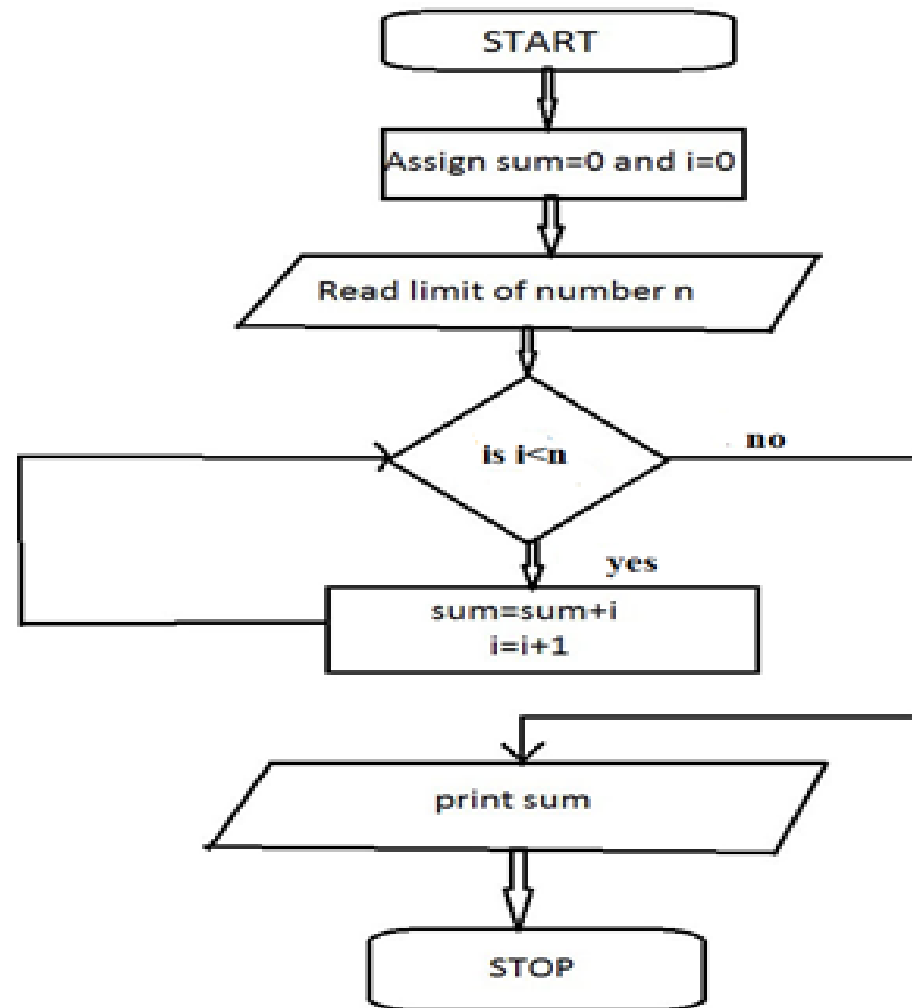 START
Assign sum=0 and i=0
Read limit of number n
is i<n
no
yes
sum=sum+i
i=i+1
print sum
STOP